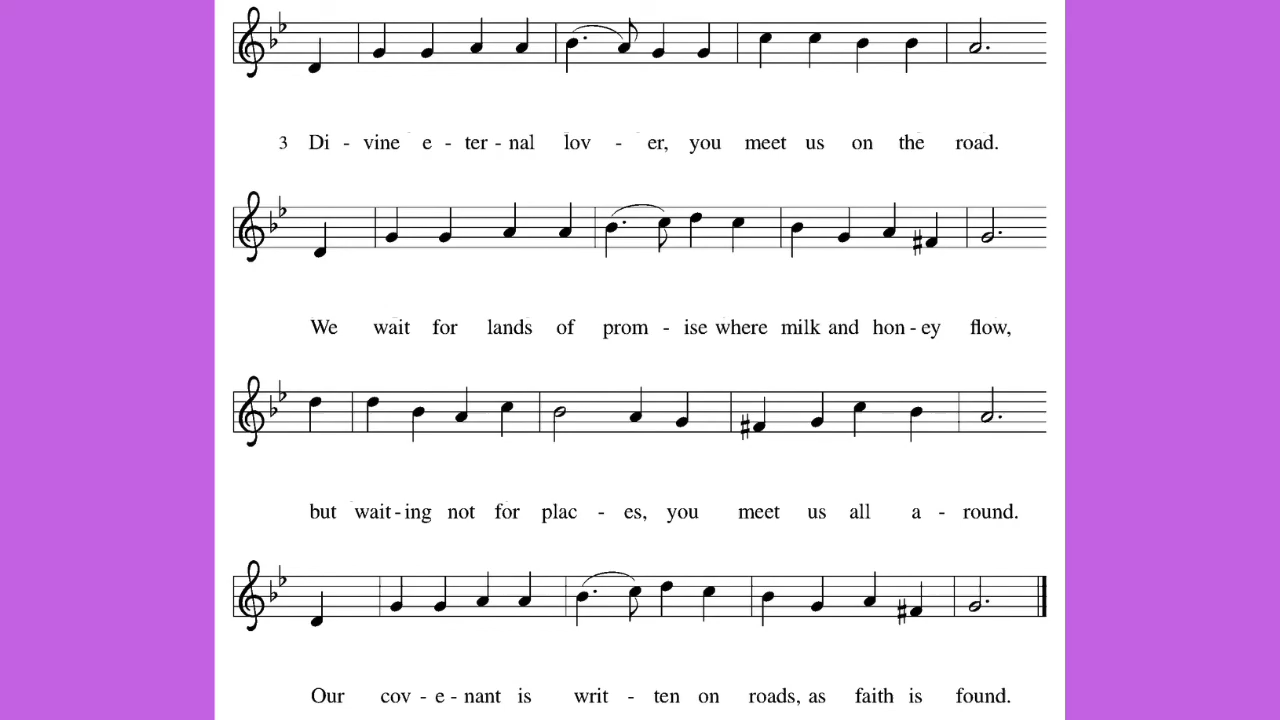 3 Di - vine e - ter - nal lov - er, you meet us on the road.
We wait for lands of prom - ise where milk and hon - ey flow,
but wait - ing not for plac - es, you meet us all a - round.
Our cov - e - nant is writ - ten on roads, as faith is found.